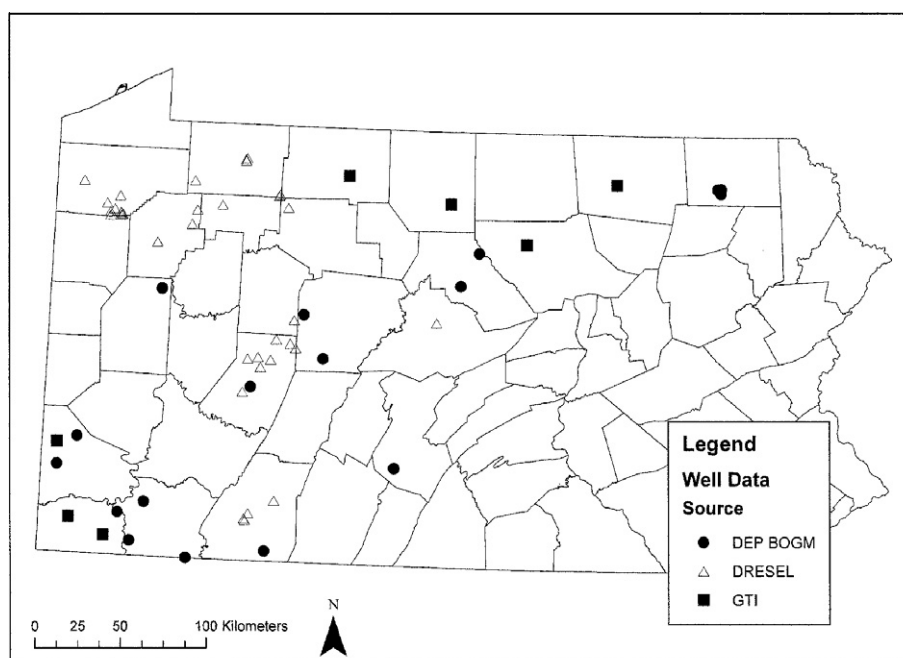 Legend
Well Data
Source
DEP BOGM
DRESEL
GTI
N
0 25 50 100 Kilometers